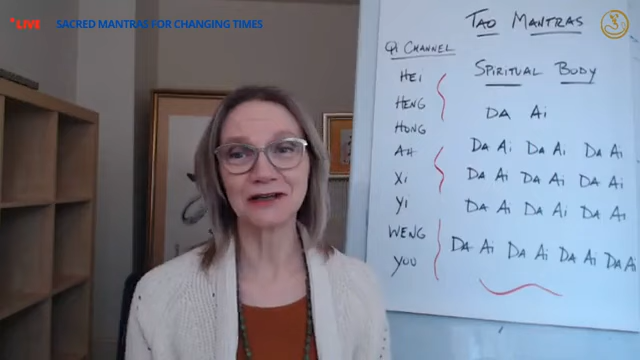 LIVE SACRED MANTRAS FOR CHANGING TIMES
TAO MANTRAS
QI CHANNEL
HEI
HENG
HONG
AH
XI
YI
WENG
YOU
SPIRITUAL BODY
DA Ai
DA Ai DA Ai DA Ai
DA Ai DA Ai DA Ai
DA Ai DA Ai DA Ai
DA Ai DA Ai DA Ai DA Ai